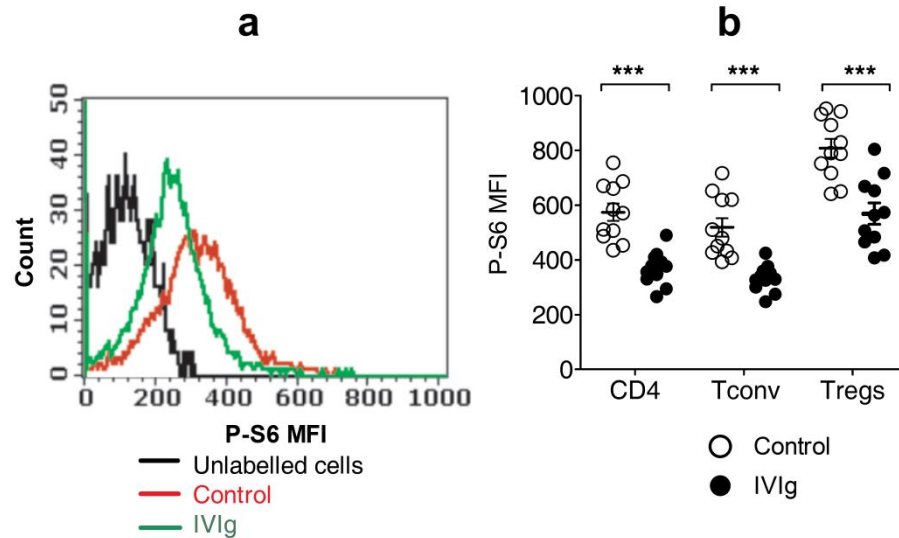 a
50
40
30
20
10
0
Count
0 200 400 600 800 1000
P-S6 MFI
Unlabelled cells
Control
IVIg
b
*** *** ***
1000
800
600
400
200
0
P-S6 MFI
CD4 Tconv Tregs
Control
IVIg